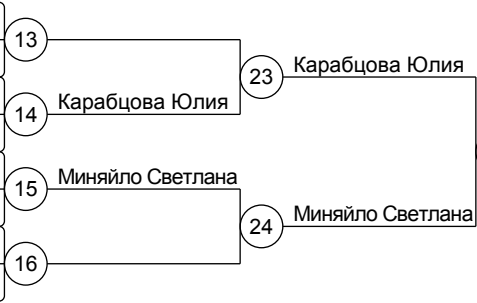 13
23 Карабцова Юлия
14 Карабцова Юлия
15 Миняйло Светлана
24 Миняйло Светлана
16